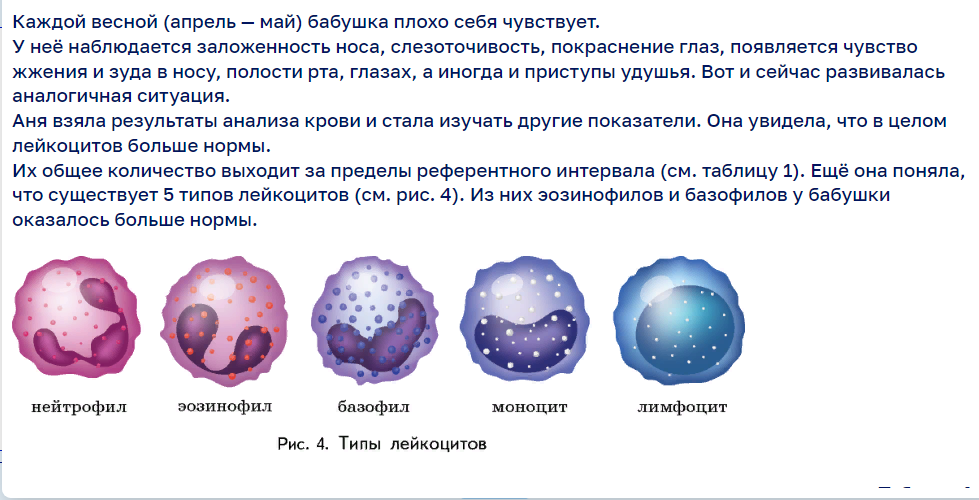 Каждой весной (апрель — май) бабушка плохо себя чувствует.
У неё наблюдается заложенность носа, слезоточивость, покраснение глаз, появляется чувство
жжения и зуда в носу, полости рта, глазах, а иногда и приступы удушья. Вот и сейчас развивалась
аналогичная ситуация.
Аня взяла результаты анализа крови и стала изучать другие показатели. Она увидела, что в целом
лейкоцитов больше нормы.
Их общее количество выходит за пределы референтного интервала (см. таблицу 1). Ещё она поняла,
что существует 5 типов лейкоцитов (см. рис. 4). Из них эозинофилов и базофилов у бабушки
оказалось больше нормы.
нейтрофил эозинофил базофил моноцит лимфоцит
Рис. 4. Типы лейкоцитов